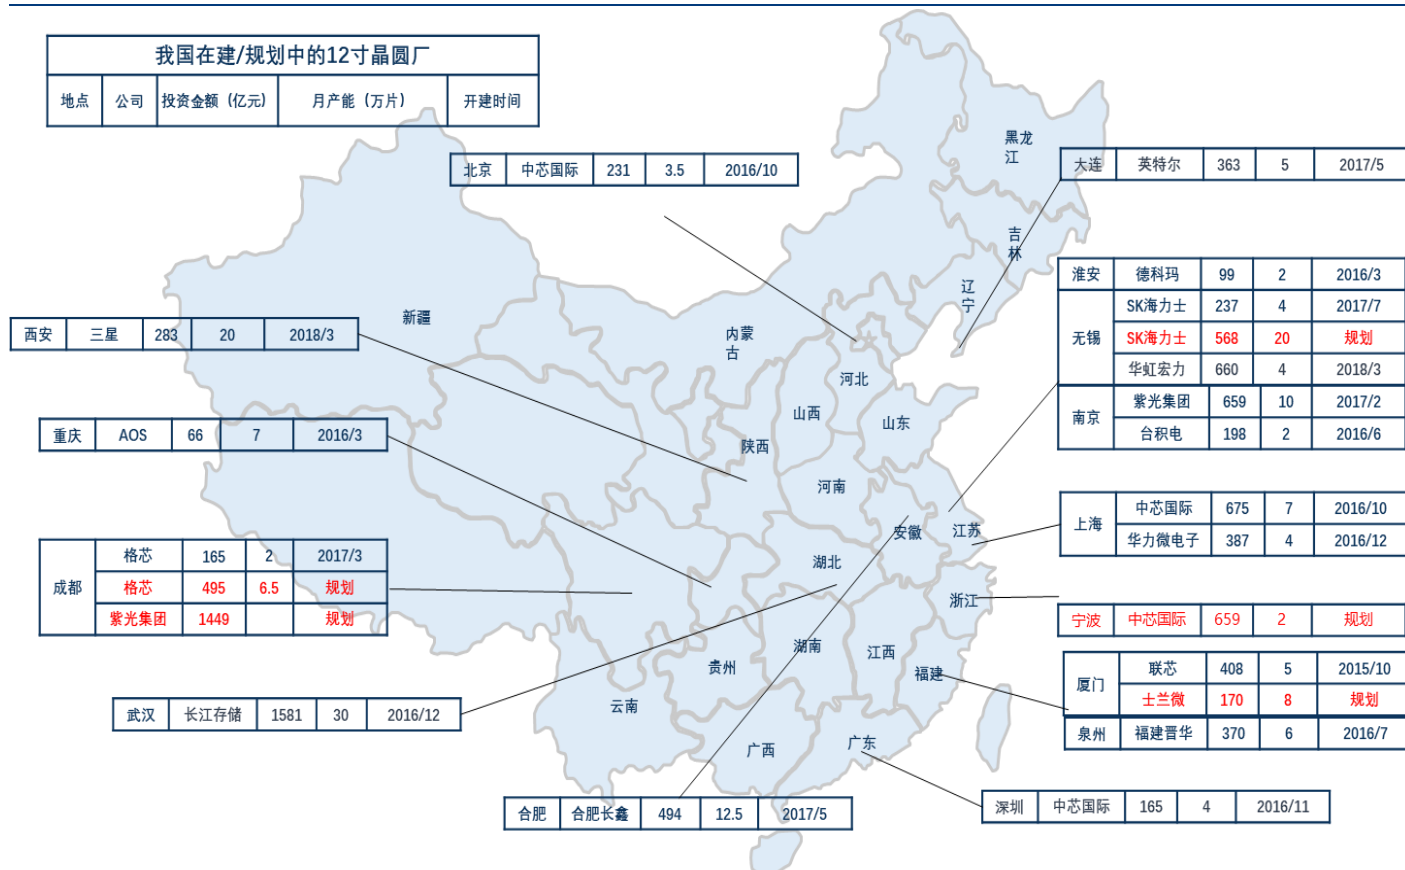 我国在建/规划中的12寸晶圆厂
地点 公司 投资金额（亿元） 月产能（万片） 开建时间
北京 中芯国际 231 3.5 2016/10
大连 英特尔 363 5 2017/5
淮安 德科玛 99 2 2016/3
无锡 SK海力士 237 4 2017/7
SK海力士 568 20 规划
华虹宏力 660 4 2018/3
南京 紫光集团 659 10 2017/2
台积电 198 2 2016/6
西安 三星 283 20 2018/3
重庆 AOS 66 7 2016/3
上海 中芯国际 675 7 2016/10
华力微电子 387 4 2016/12
成都 格芯 165 2 2017/3
格芯 495 6.5 规划
紫光集团 1449 规划
宁波 中芯国际 659 2 规划
厦门 联芯 408 5 2015/10
士兰微 170 8 规划
泉州 福建晋华 370 6 2016/7
武汉 长江存储 1581 30 2016/12
合肥 合肥长鑫 494 12.5 2017/5
深圳 中芯国际 165 4 2016/11
黑龙
江
吉
林
辽
宁
新疆
内蒙
古
河北
山西
山东
陕西
河南
安徽
江苏
湖北
浙江
湖南
江西
贵州
福建
云南
广西
广东